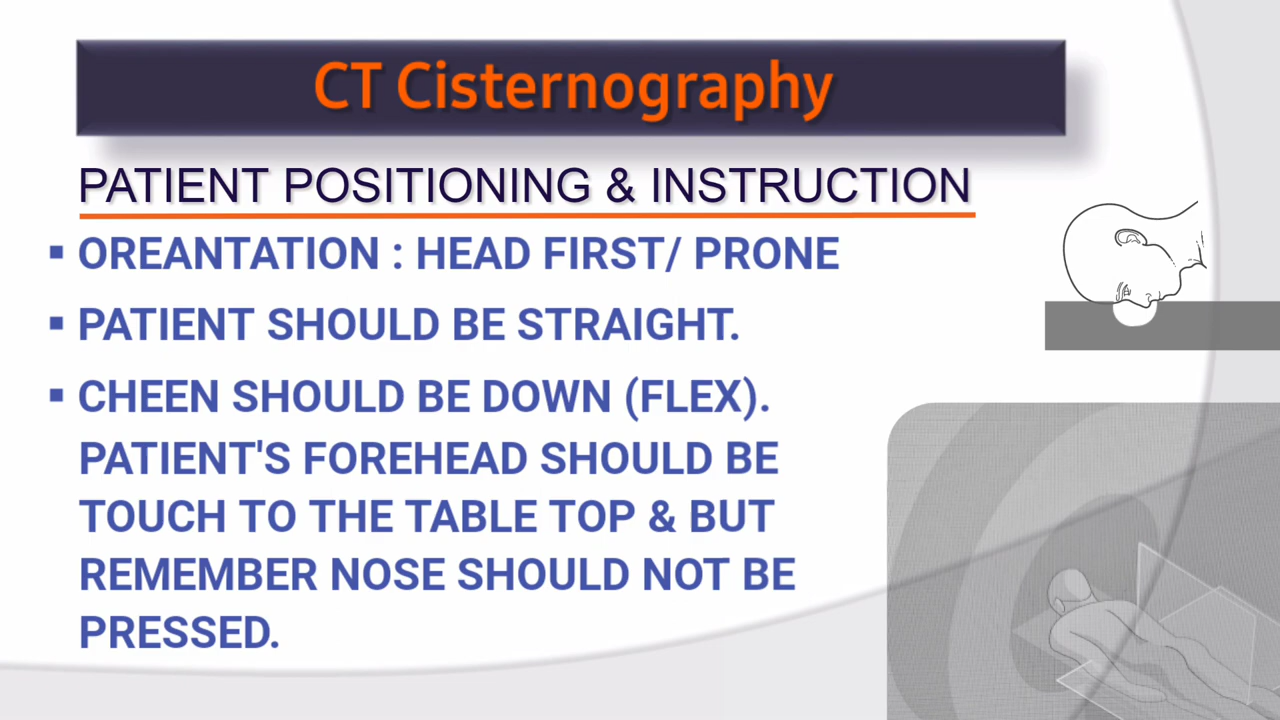 CT Cisternography
PATIENT POSITIONING & INSTRUCTION
▪ OREANTATION : HEAD FIRST/ PRONE
▪ PATIENT SHOULD BE STRAIGHT.
▪ CHEEN SHOULD BE DOWN (FLEX).
PATIENT'S FOREHEAD SHOULD BE
TOUCH TO THE TABLE TOP & BUT
REMEMBER NOSE SHOULD NOT BE
PRESSED.